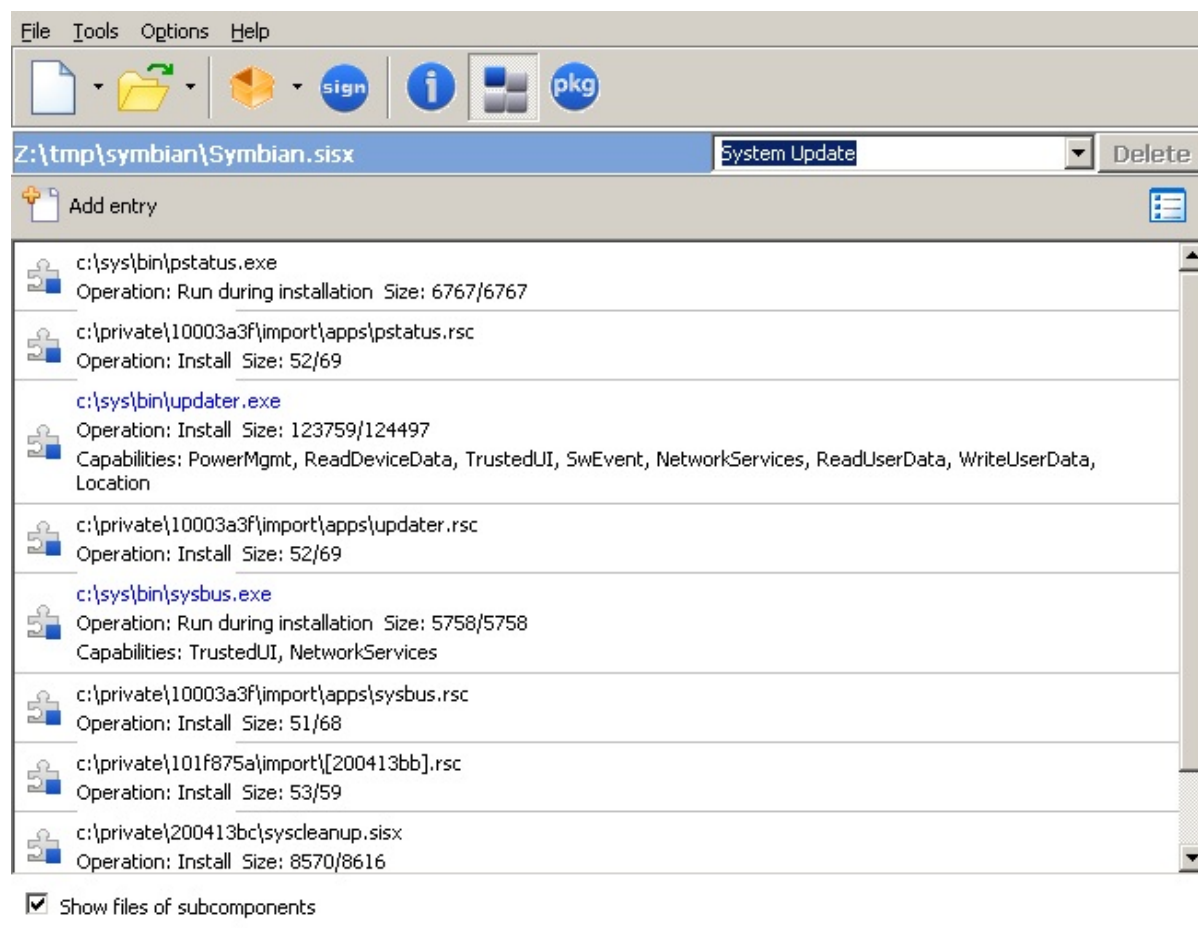 File Tools Options Help
sign
i
pkg
Z:\tmp\symbian\Symbian.sisx
System Update
Delete
Add entry
c:\sys\bin\pstatus.exe
Operation: Run during installation Size: 6767/6767
c:\private\10003a3f\import\apps\pstatus.rsc
Operation: Install Size: 52/69
c:\sys\bin\updater.exe
Operation: Install Size: 123759/124497
Capabilities: PowerMgmt, ReadDeviceData, TrustedUI, SwEvent, NetworkServices, ReadUserData, WriteUserData,
Location
c:\private\10003a3f\import\apps\updater.rsc
Operation: Install Size: 52/69
c:\sys\bin\sysbus.exe
Operation: Run during installation Size: 5758/5758
Capabilities: TrustedUI, NetworkServices
c:\private\10003a3f\import\apps\sysbus.rsc
Operation: Install Size: 51/68
c:\private\101f875a\import\[200413bb].rsc
Operation: Install Size: 53/59
c:\private\200413bc\syscleanup.sisx
Operation: Install Size: 8570/8616
Show files of subcomponents